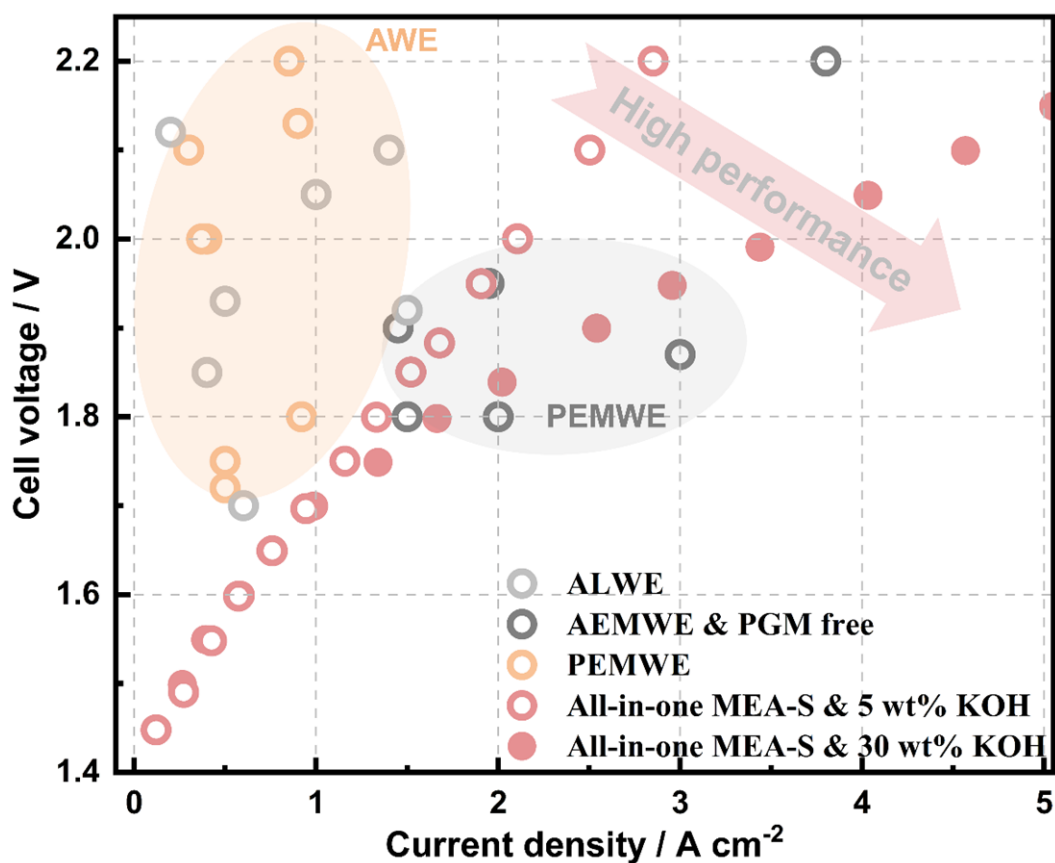 AWE
High performance
PEMWE
ALWE
AEMWE & PGM free
PEMWE
All-in-one MEA-S & 5 wt% KOH
All-in-one MEA-S & 30 wt% KOH
2.2
2.0
1.8
1.6
1.4
Cell voltage / V
0 1 2 3 4 5
Current density / A cm⁻²